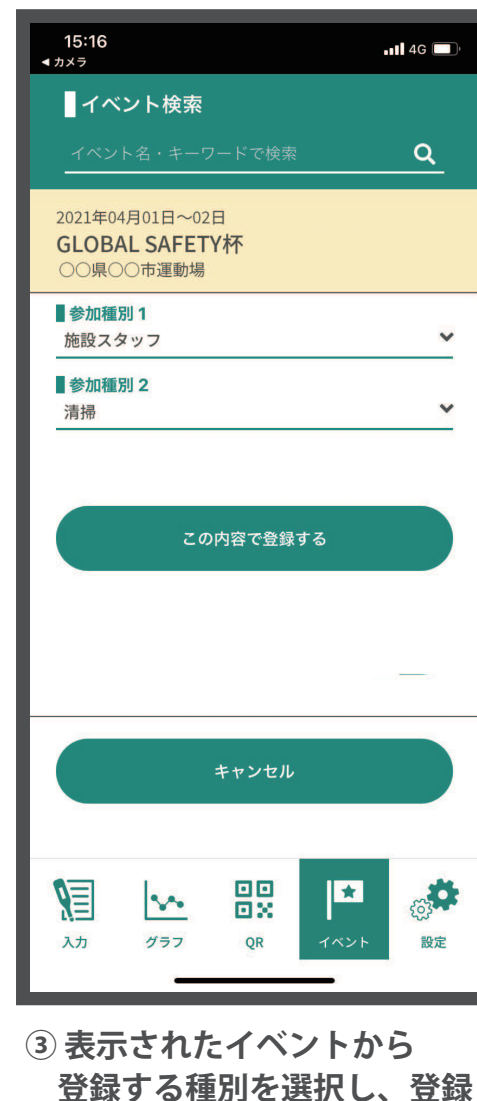 15:16
4G
◀ カメラ
イベント検索
イベント名・キーワードで検索
2021年04月01日〜02日
GLOBAL SAFETY杯
○○県○○市運動場
参加種別 1
施設スタッフ
参加種別 2
清掃
この内容で登録する
キャンセル
入力
グラフ
QR
イベント
設定
③ 表示されたイベントから
登録する種別を選択し、登録